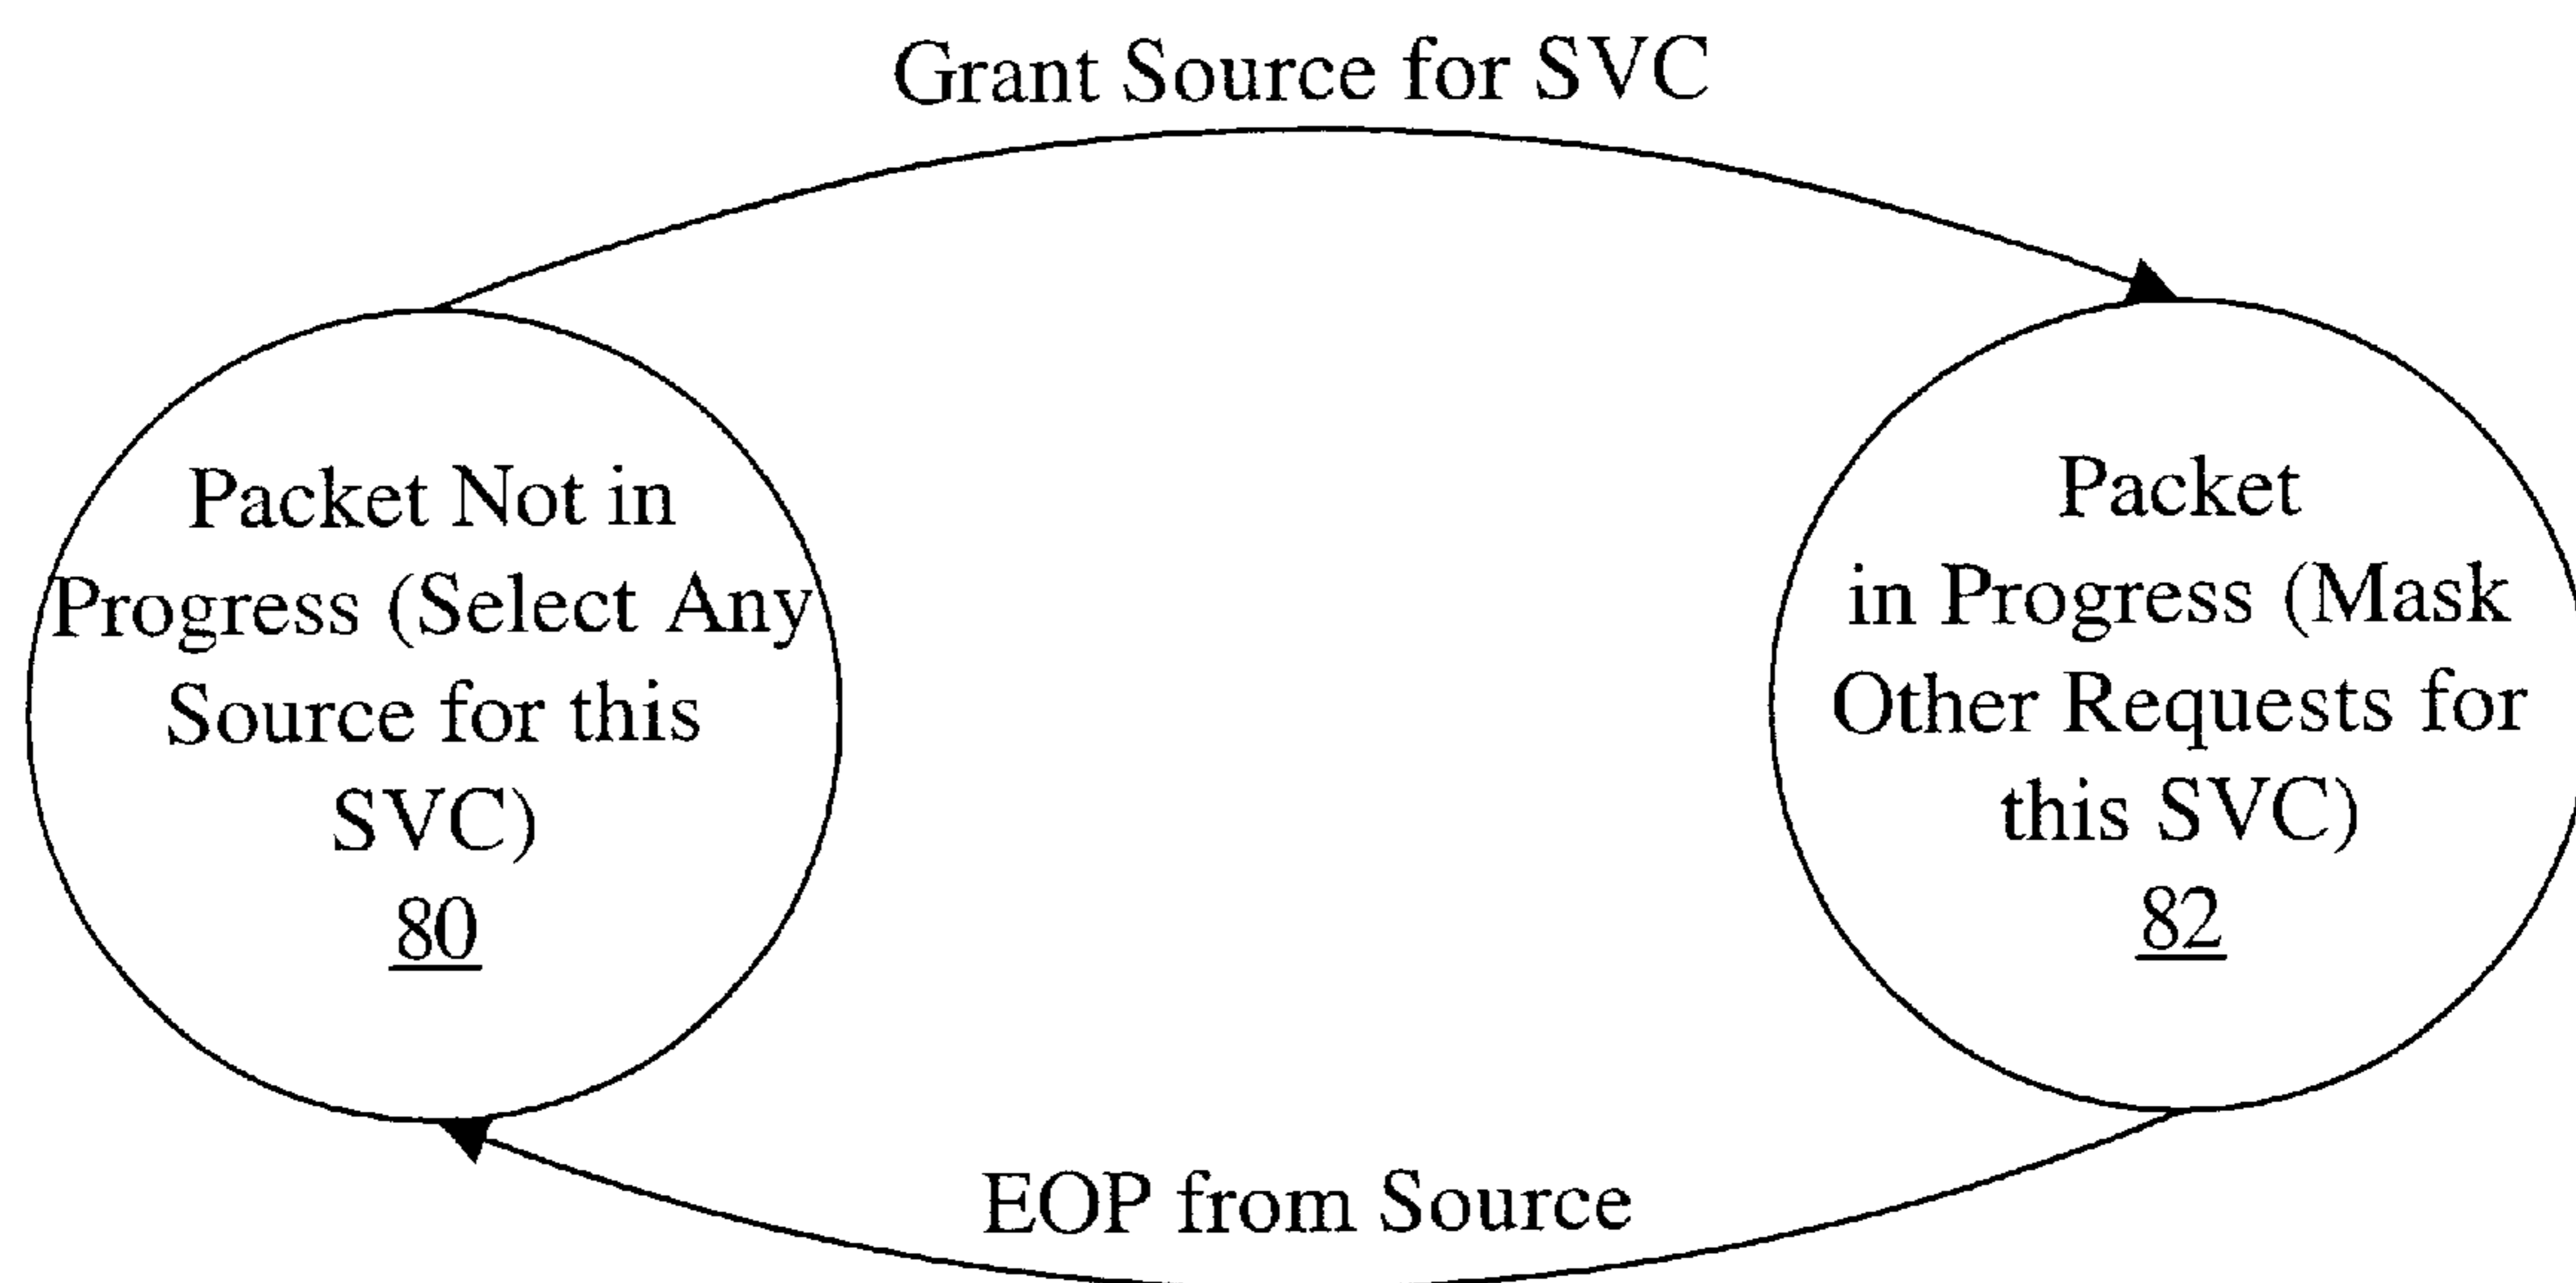 Grant Source for SVC
Packet Not in
Progress (Select Any
Source for this
SVC)
80
Packet
in Progress (Mask
Other Requests for
this SVC)
82
EOP from Source